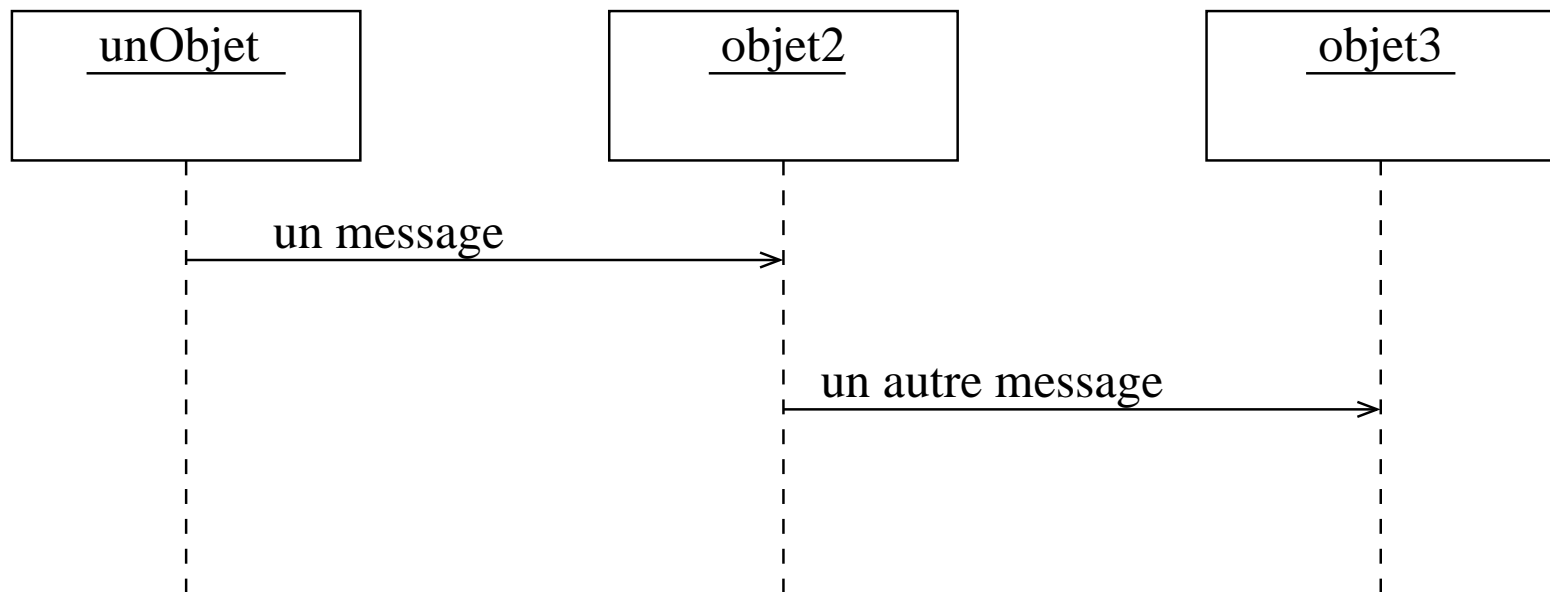 unObjet
objet2
objet3
un message
un autre message